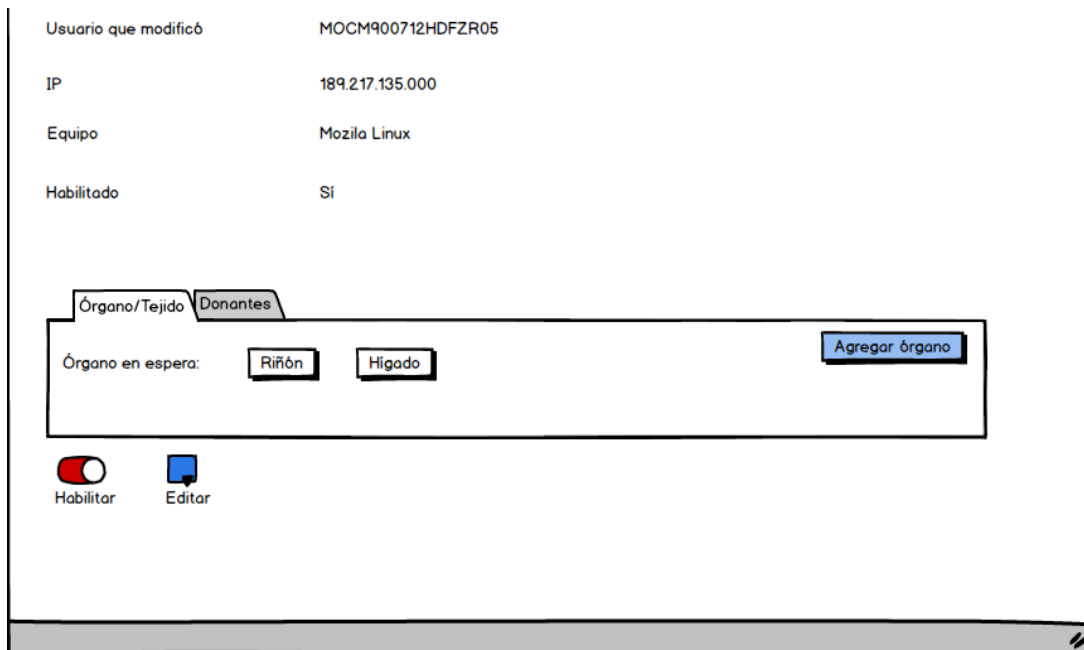 Usuario que modificó MOCM900712HDFZR05
IP 189.217.135.000
Equipo Mozila Linux
Habilitado Sí
Órgano/Tejido Donantes
Agregar órgano
Órgano en espera: Riñón Hígado
Habilitar Editar